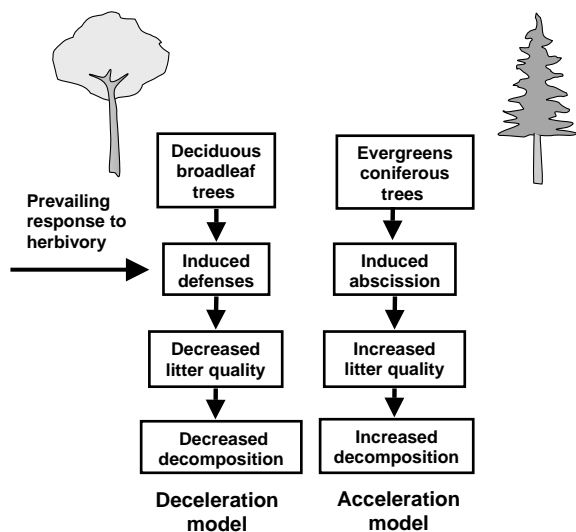 Deciduous
broadleaf
trees
Evergreens
coniferous
trees
Prevailing
response to
herbivory
Induced
defenses
Induced
abscission
Decreased
litter quality
Increased
litter quality
Decreased
decomposition
Increased
decomposition
Deceleration
model
Acceleration
model